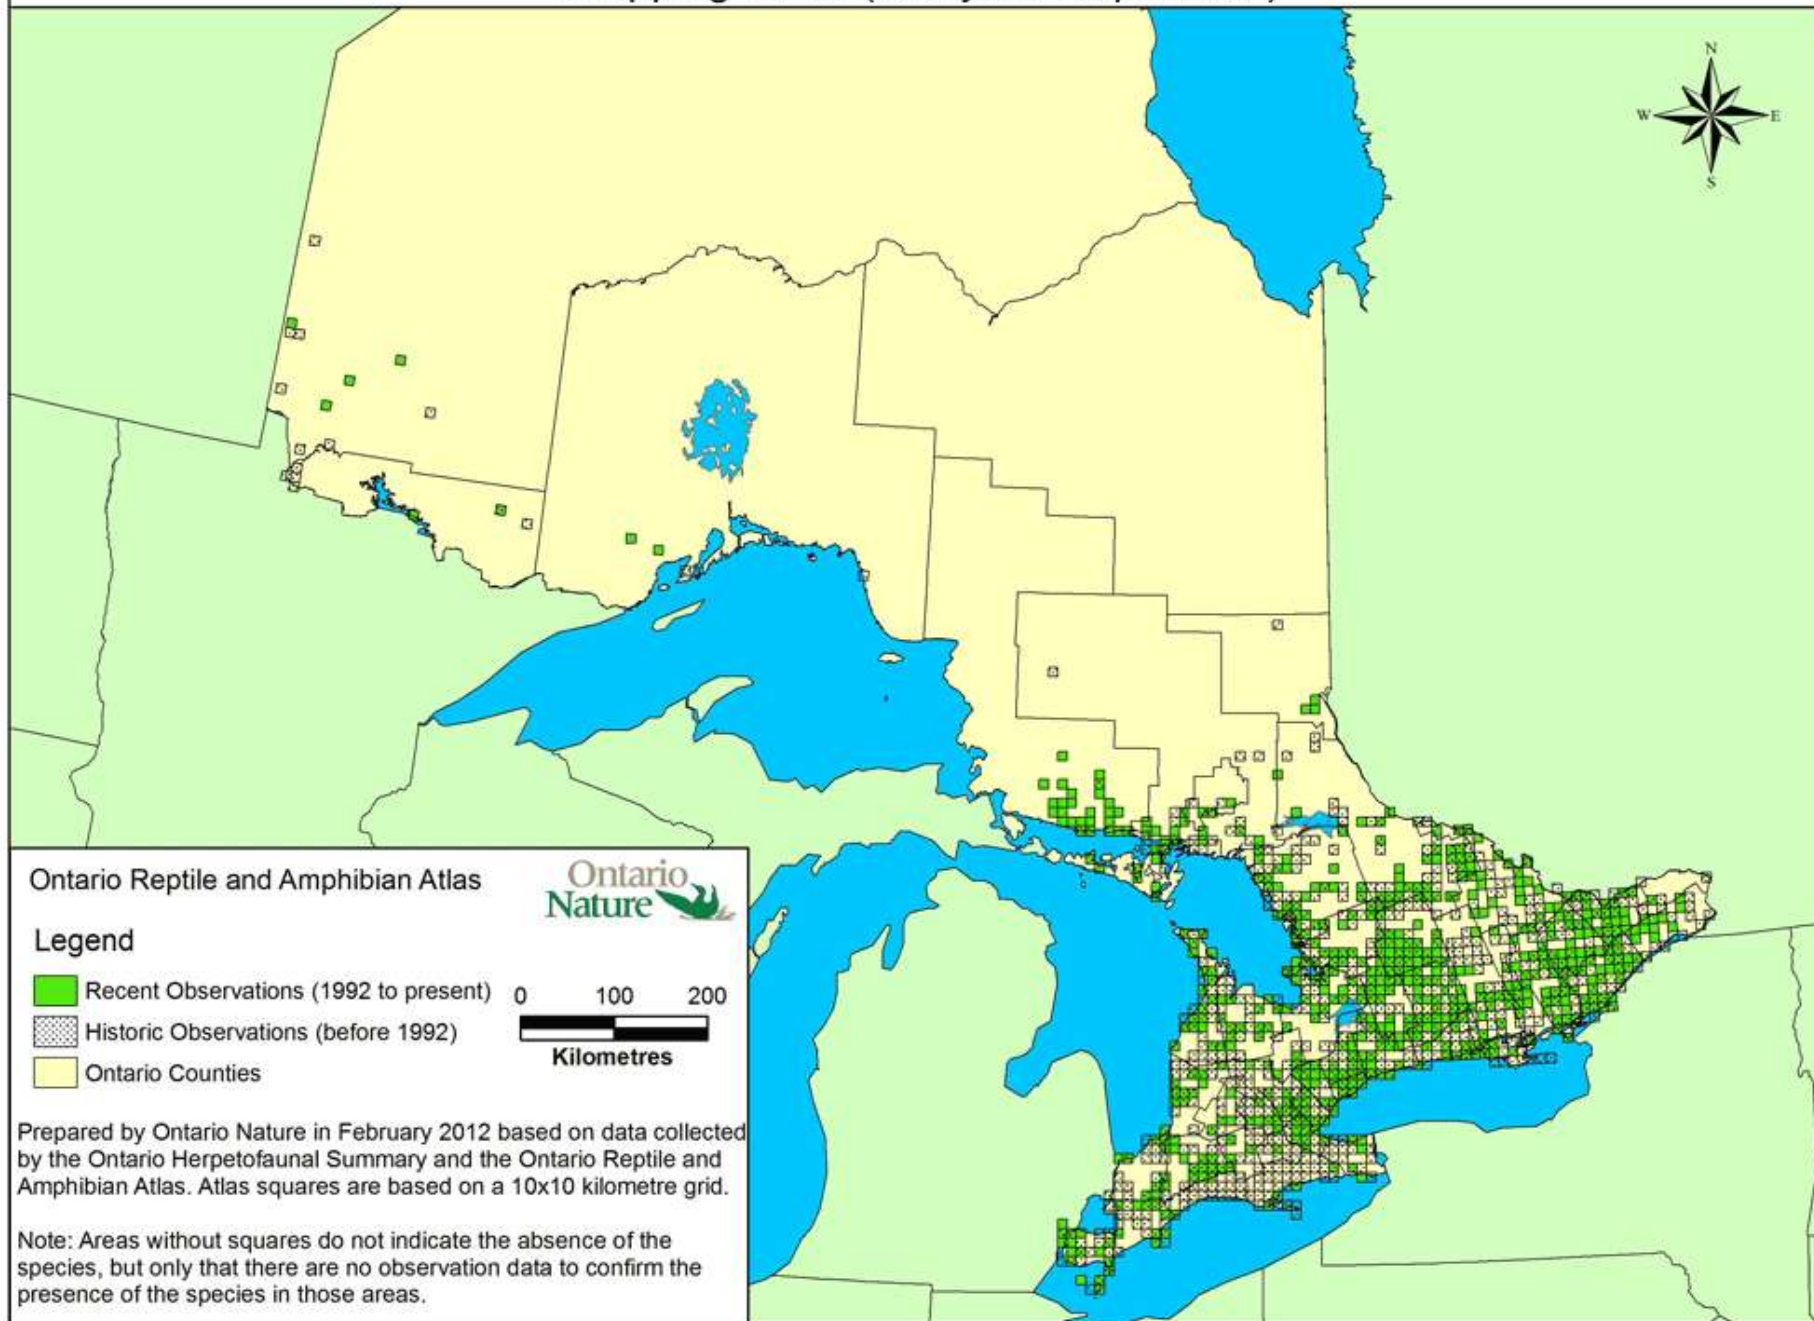 N
W E
S
Ontario Reptile and Amphibian Atlas
Ontario
Nature
Legend
Recent Observations (1992 to present)
Historic Observations (before 1992)
Ontario Counties
0 100 200
Kilometres
Prepared by Ontario Nature in February 2012 based on data collected
by the Ontario Herpetofaunal Summary and the Ontario Reptile and
Amphibian Atlas. Atlas squares are based on a 10x10 kilometre grid.
Note: Areas without squares do not indicate the absence of the
species, but only that there are no observation data to confirm the
presence of the species in those areas.